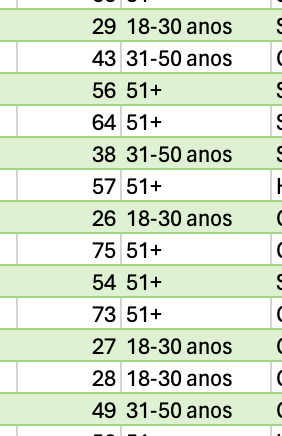 29 18-30 anos
43 31-50 anos
56 51+
64 51+
38 31-50 anos
57 51+
26 18-30 anos
75 51+
54 51+
73 51+
27 18-30 anos
28 18-30 anos
49 31-50 anos